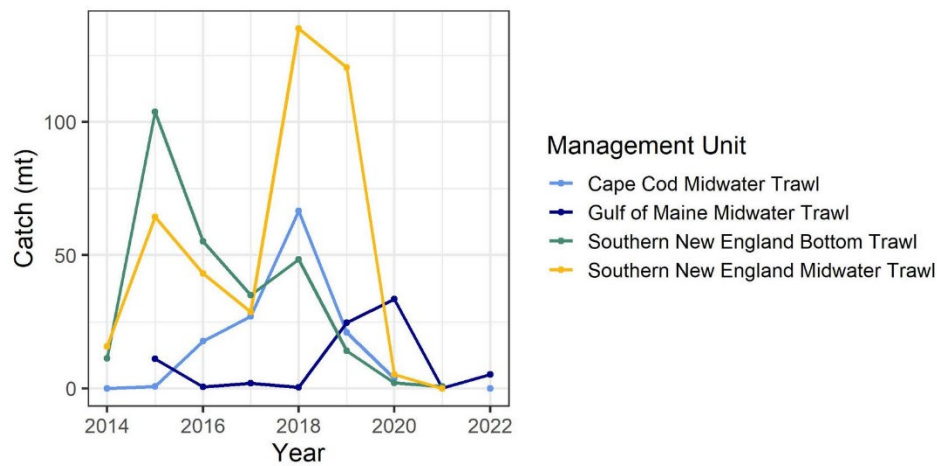 100
50
0
Catch (mt)
2014 2016 2018 2020 2022
Year
Management Unit
Cape Cod Midwater Trawl
Gulf of Maine Midwater Trawl
Southern New England Bottom Trawl
Southern New England Midwater Trawl